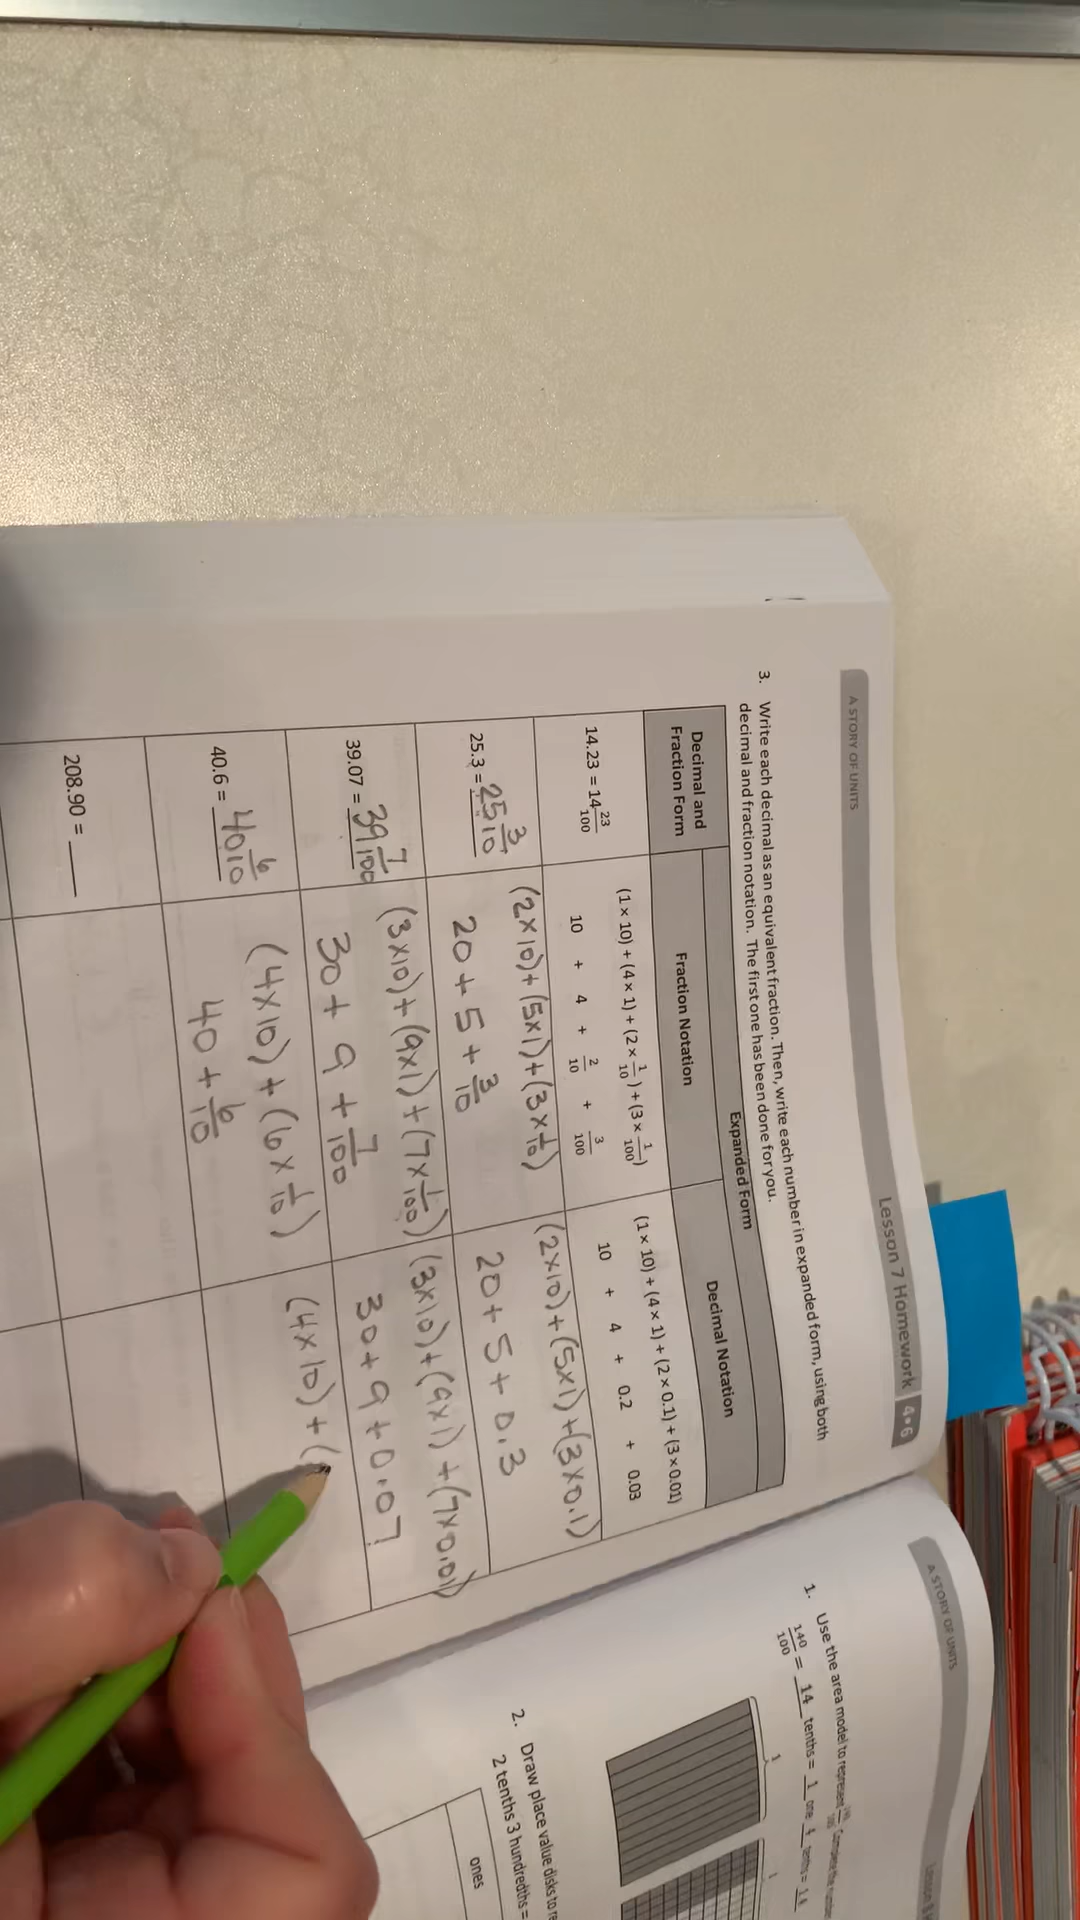 A STORY OF UNITS
Lesson 7 Homework 4•6
3. Write each decimal as an equivalent fraction. Then, write each number in expanded form, using both
decimal and fraction notation. The first one has been done for you.
Decimal and
Fraction Form
Expanded Form
Fraction Notation
Decimal Notation
14.23 = 14 23/100
(1 × 10) + (4 × 1) + (2 × 1/10) + (3 × 1/100)
10 + 4 + 2/10 + 3/100
(1 × 10) + (4 × 1) + (2 × 0.1) + (3 × 0.01)
10 + 4 + 0.2 + 0.03
25.3 = 25 3/10
(2×10)+(5×1)+(3×1/10)
20 + 5 + 3/10
(2×10)+(5×1)+(3×0.1)
20 + 5 + 0.3
39.07 = 39 7/100
(3×10)+(9×1)+(7×1/100)
30 + 9 + 7/100
(3×10)+(9×1)+(7×0.01)
30+9+0.07
40.6 = 40 6/10
(4×10)+(6×1/10)
40 + 6/10
(4×10)+(
208.90 = ____
A STORY OF UNITS
1. Use the area model to represent 140/100
140/100 = 14 tenths = 1 one 4 tenths = 1
1
2. Draw place value disks to
2 tenths 3 hundredths =
ones